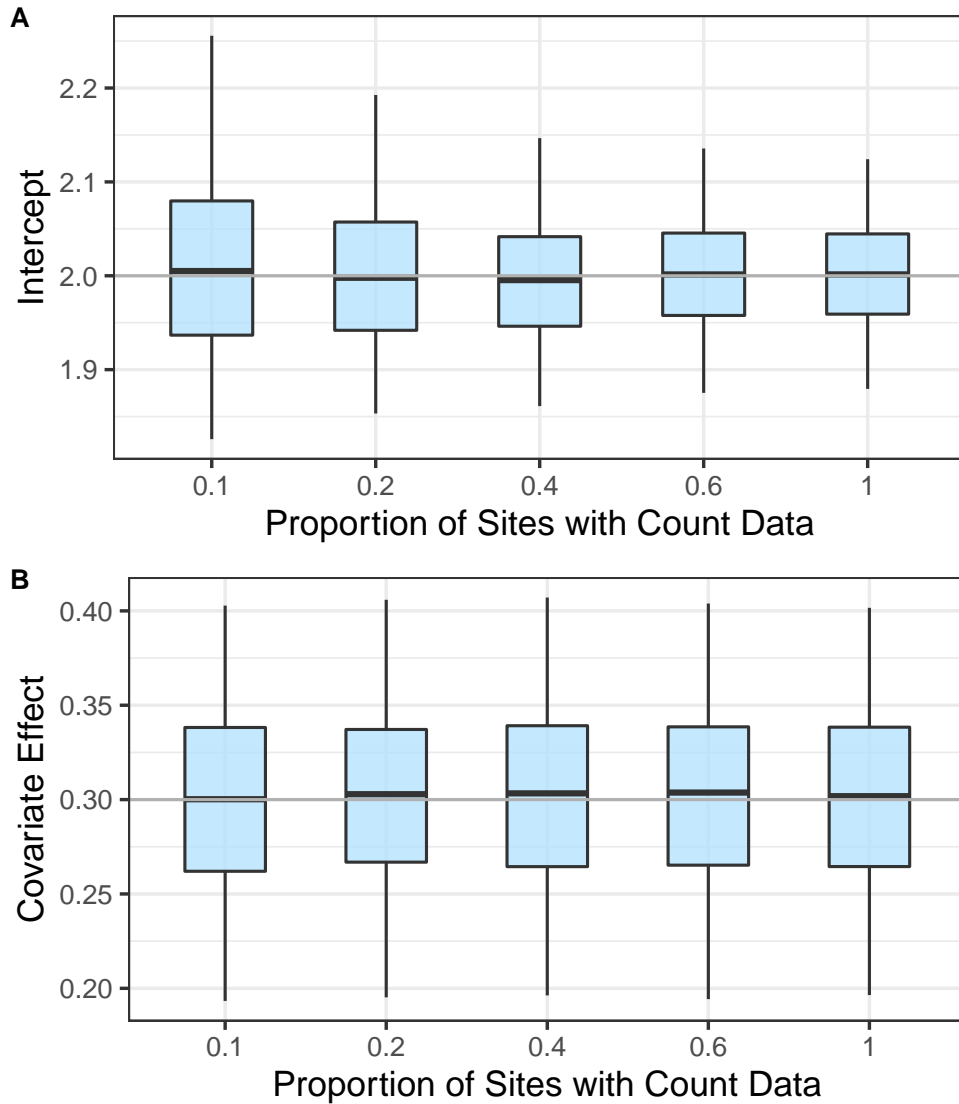 A
Intercept
2.2
2.1
2.0
1.9
0.1 0.2 0.4 0.6 1
Proportion of Sites with Count Data
B
Covariate Effect
0.40
0.35
0.30
0.25
0.20
0.1 0.2 0.4 0.6 1
Proportion of Sites with Count Data